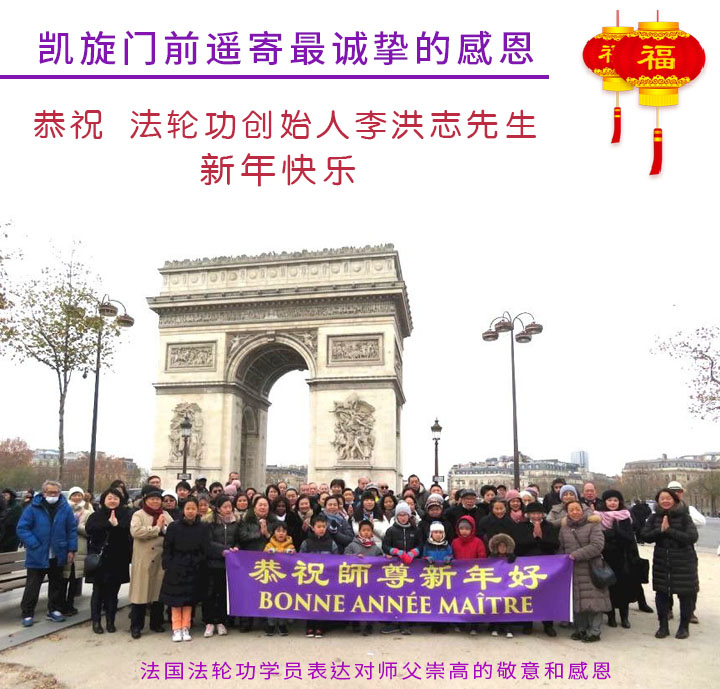 凯旋门前遥寄最诚挚的感恩
福
恭祝 法轮功创始人李洪志先生
新年快乐
恭祝師尊新年好
BONNE ANNÉE MAÎTRE
法国法轮功学员表达对师父崇高的敬意和感恩